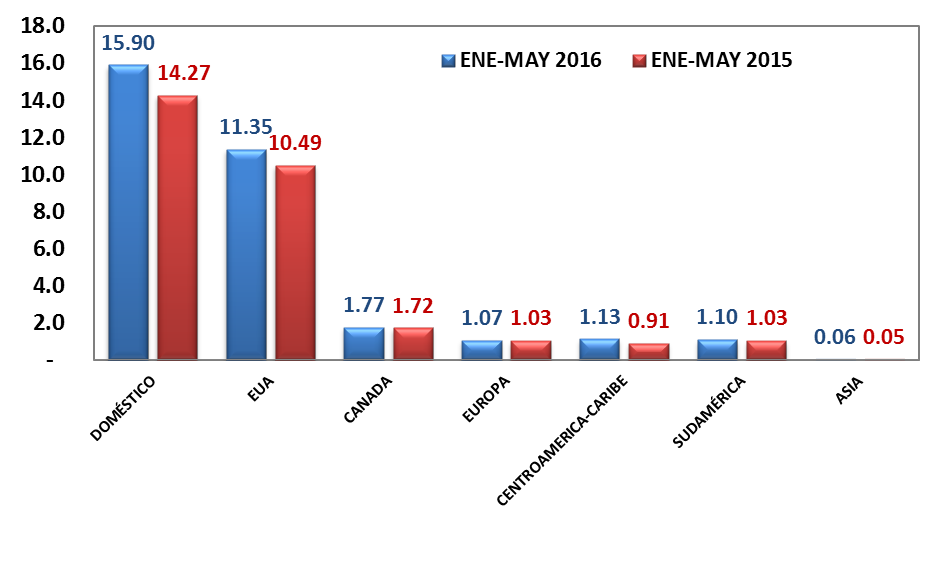 18.0
16.0
14.0
12.0
10.0
8.0
6.0
4.0
2.0
-
ENE-MAY 2016
ENE-MAY 2015
15.90
14.27
11.35
10.49
1.77
1.72
1.07
1.03
1.13
0.91
1.10
1.03
0.06
0.05
DOMÉSTICO
EUA
CANADA
EUROPA
CENTROAMERICA-CARIBE
SUDAMÉRICA
ASIA